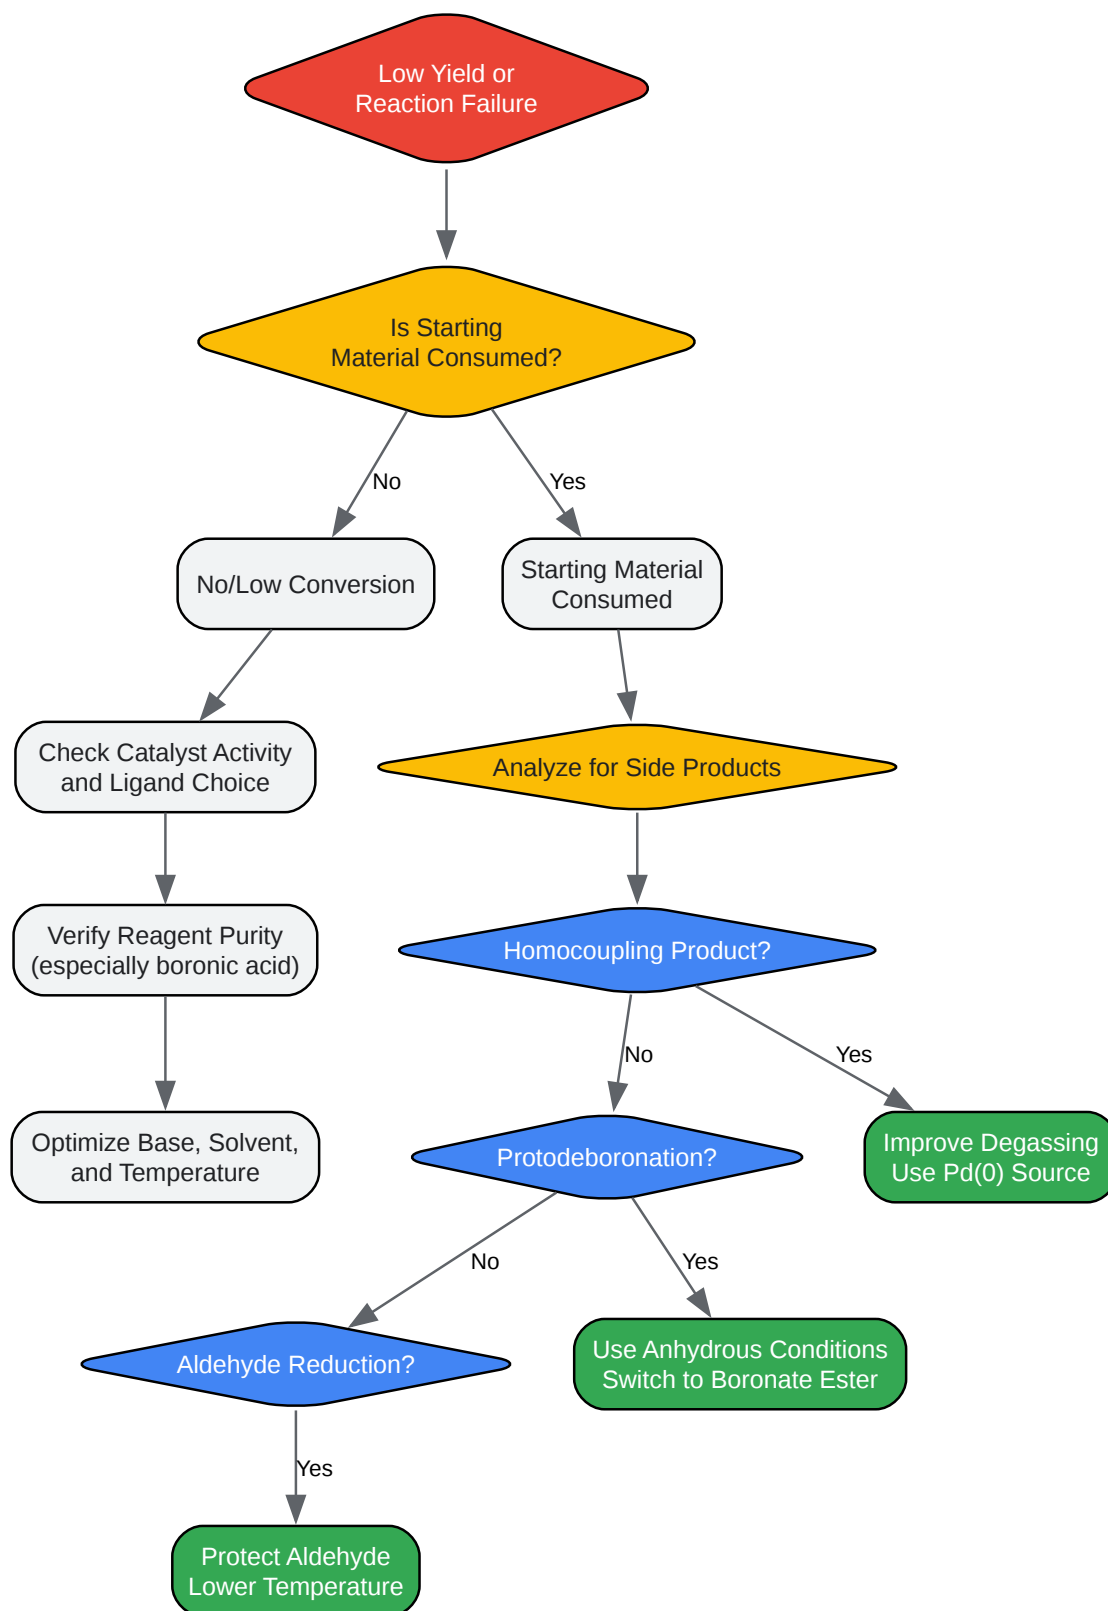 Low Yield or
Reaction Failure
Is Starting
Material Consumed?
No
Yes
No/Low Conversion
Starting Material
Consumed
Check Catalyst Activity
and Ligand Choice
Analyze for Side Products
Verify Reagent Purity
(especially boronic acid)
Homocoupling Product?
No
Yes
Optimize Base, Solvent,
and Temperature
Protodeboronation?
Improve Degassing
Use Pd(0) Source
No
Yes
Aldehyde Reduction?
Use Anhydrous Conditions
Switch to Boronate Ester
Yes
Protect Aldehyde
Lower Temperature